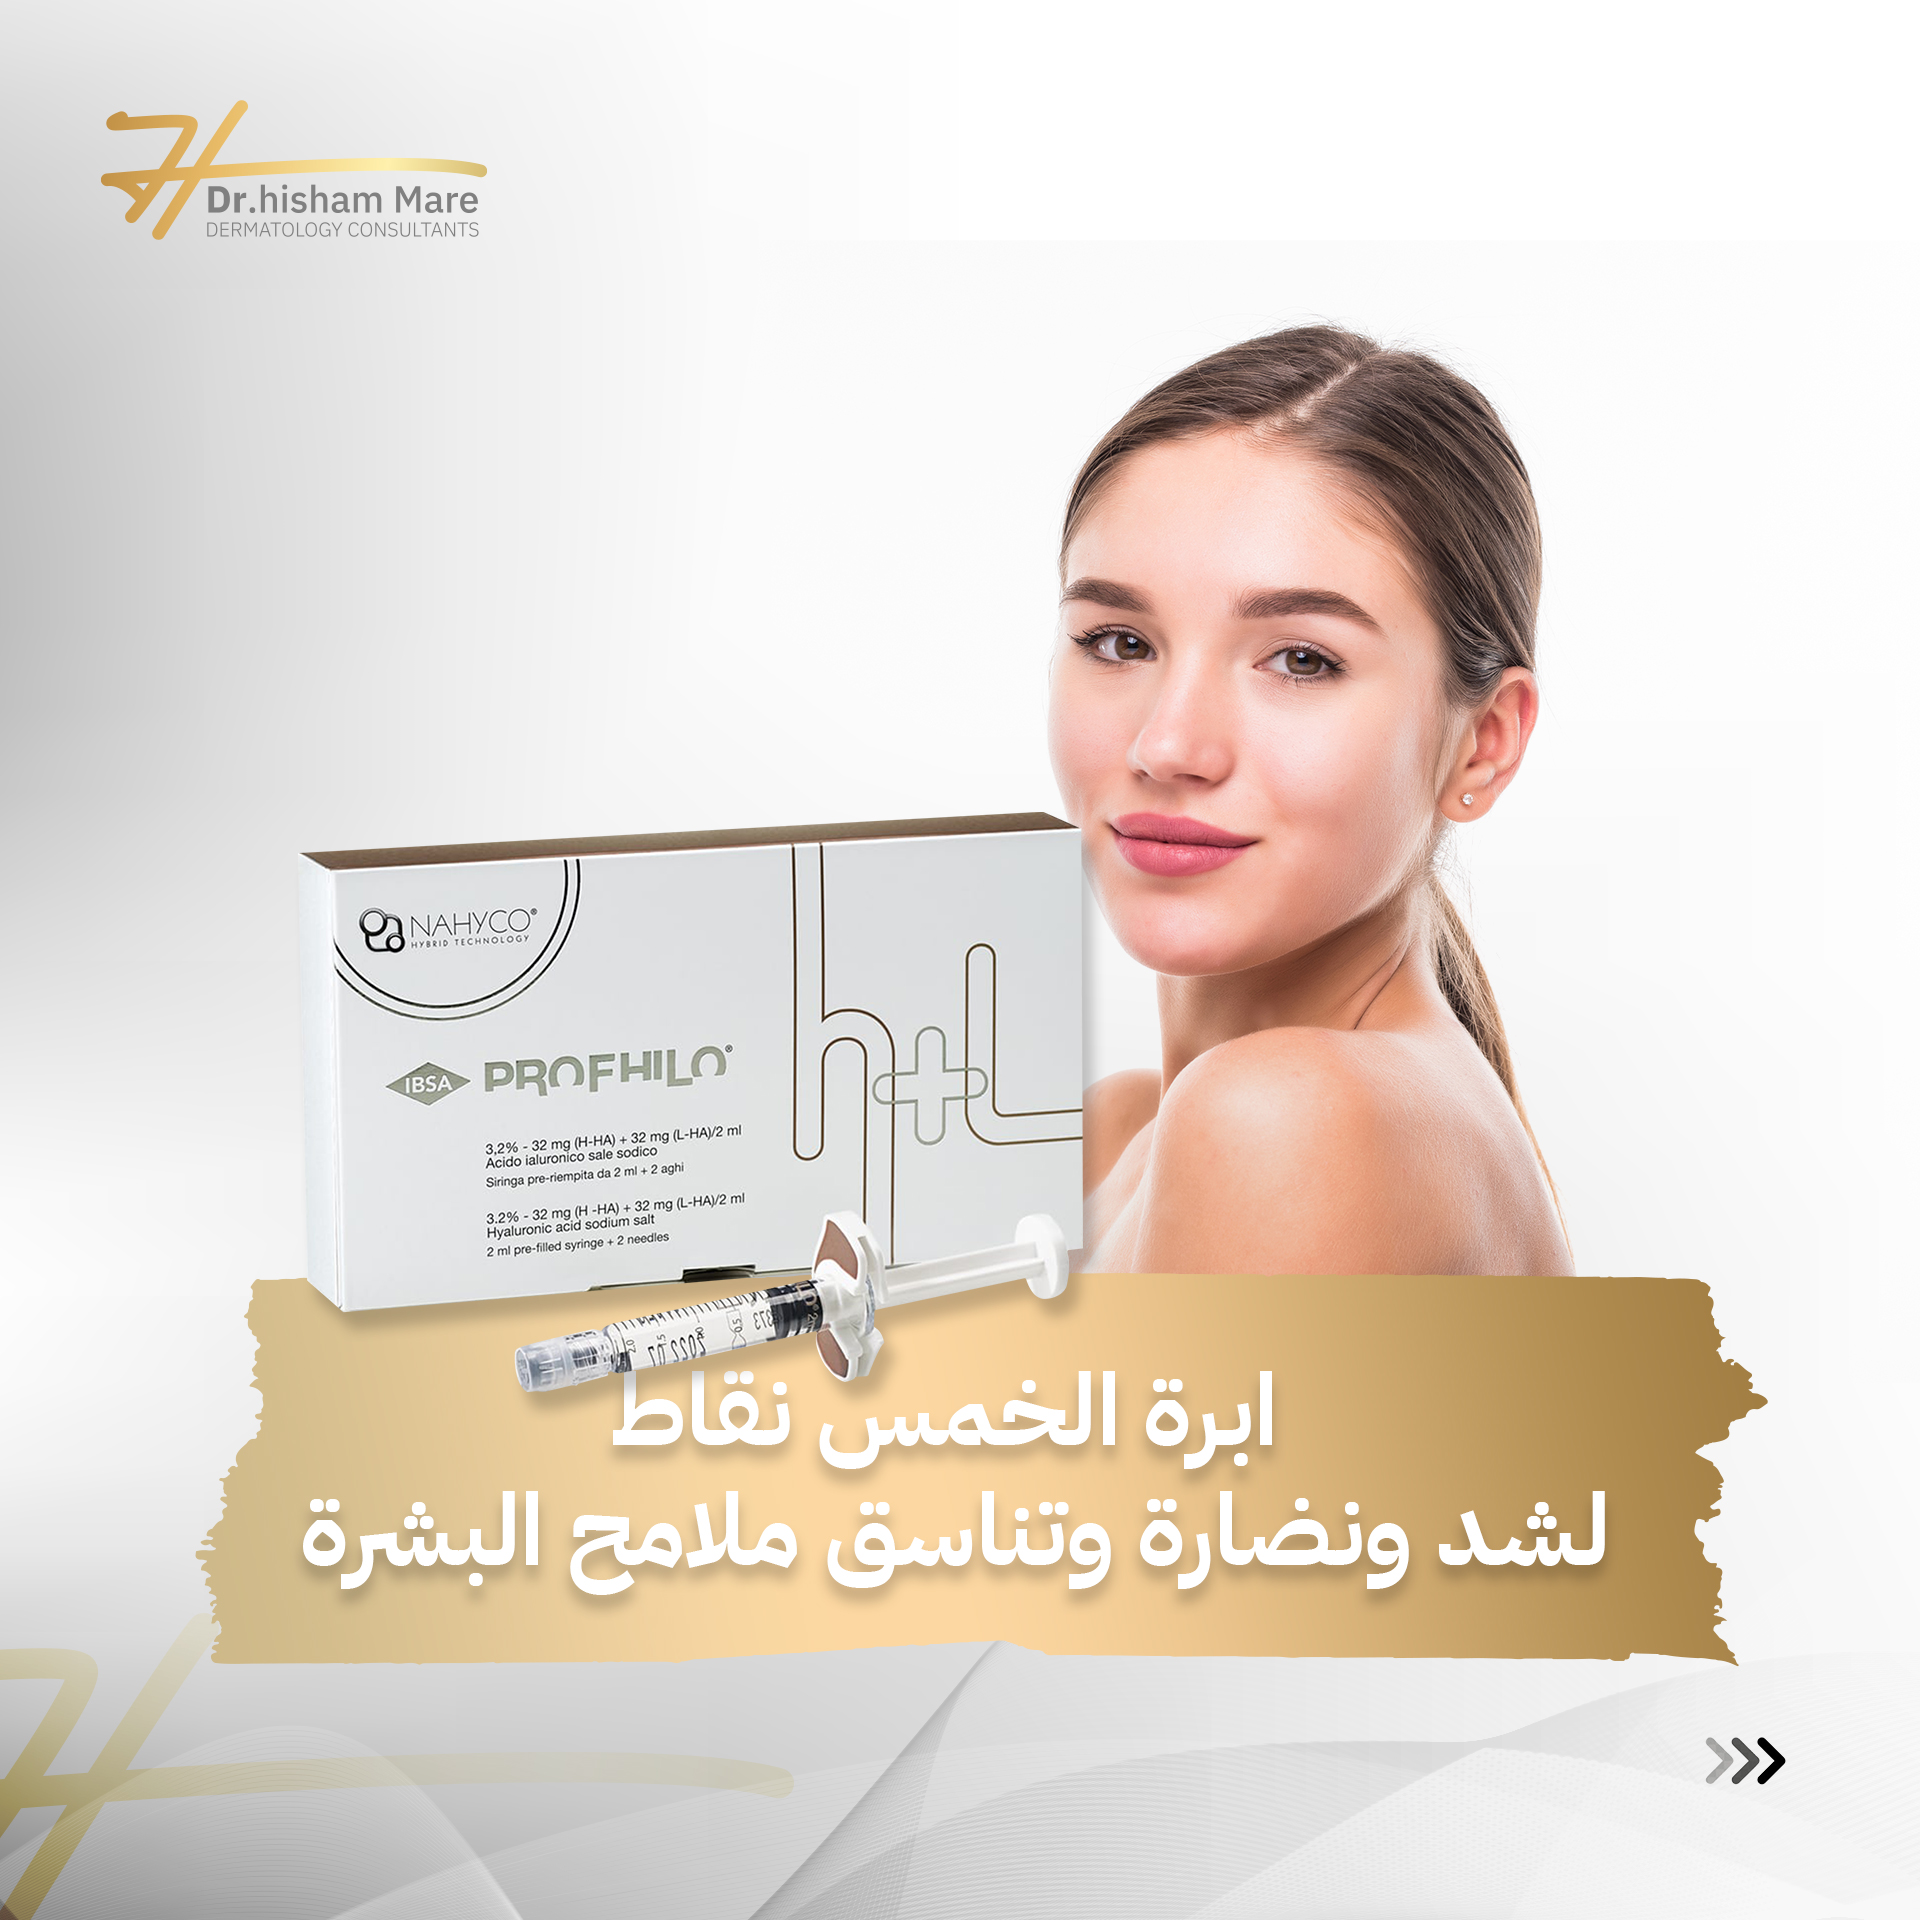 Dr.hisham Mare
DERMATOLOGY CONSULTANTS
NAHYCO®
HYBRID TECHNOLOGY
IBSA PROFHILO®
h+L
3,2% - 32 mg (H-HA) + 32 mg (L-HA)/2 ml
Acido ialuronico sale sodico
Siringa pre-riempita da 2 ml + 2 aghi
3.2% - 32 mg (H -HA) + 32 mg (L-HA)/2 ml
Hyaluronic acid sodium salt
2 ml pre-filled syringe + 2 needles
ابرة الخمس نقاط
لشد ونضارة وتناسق ملامح البشرة